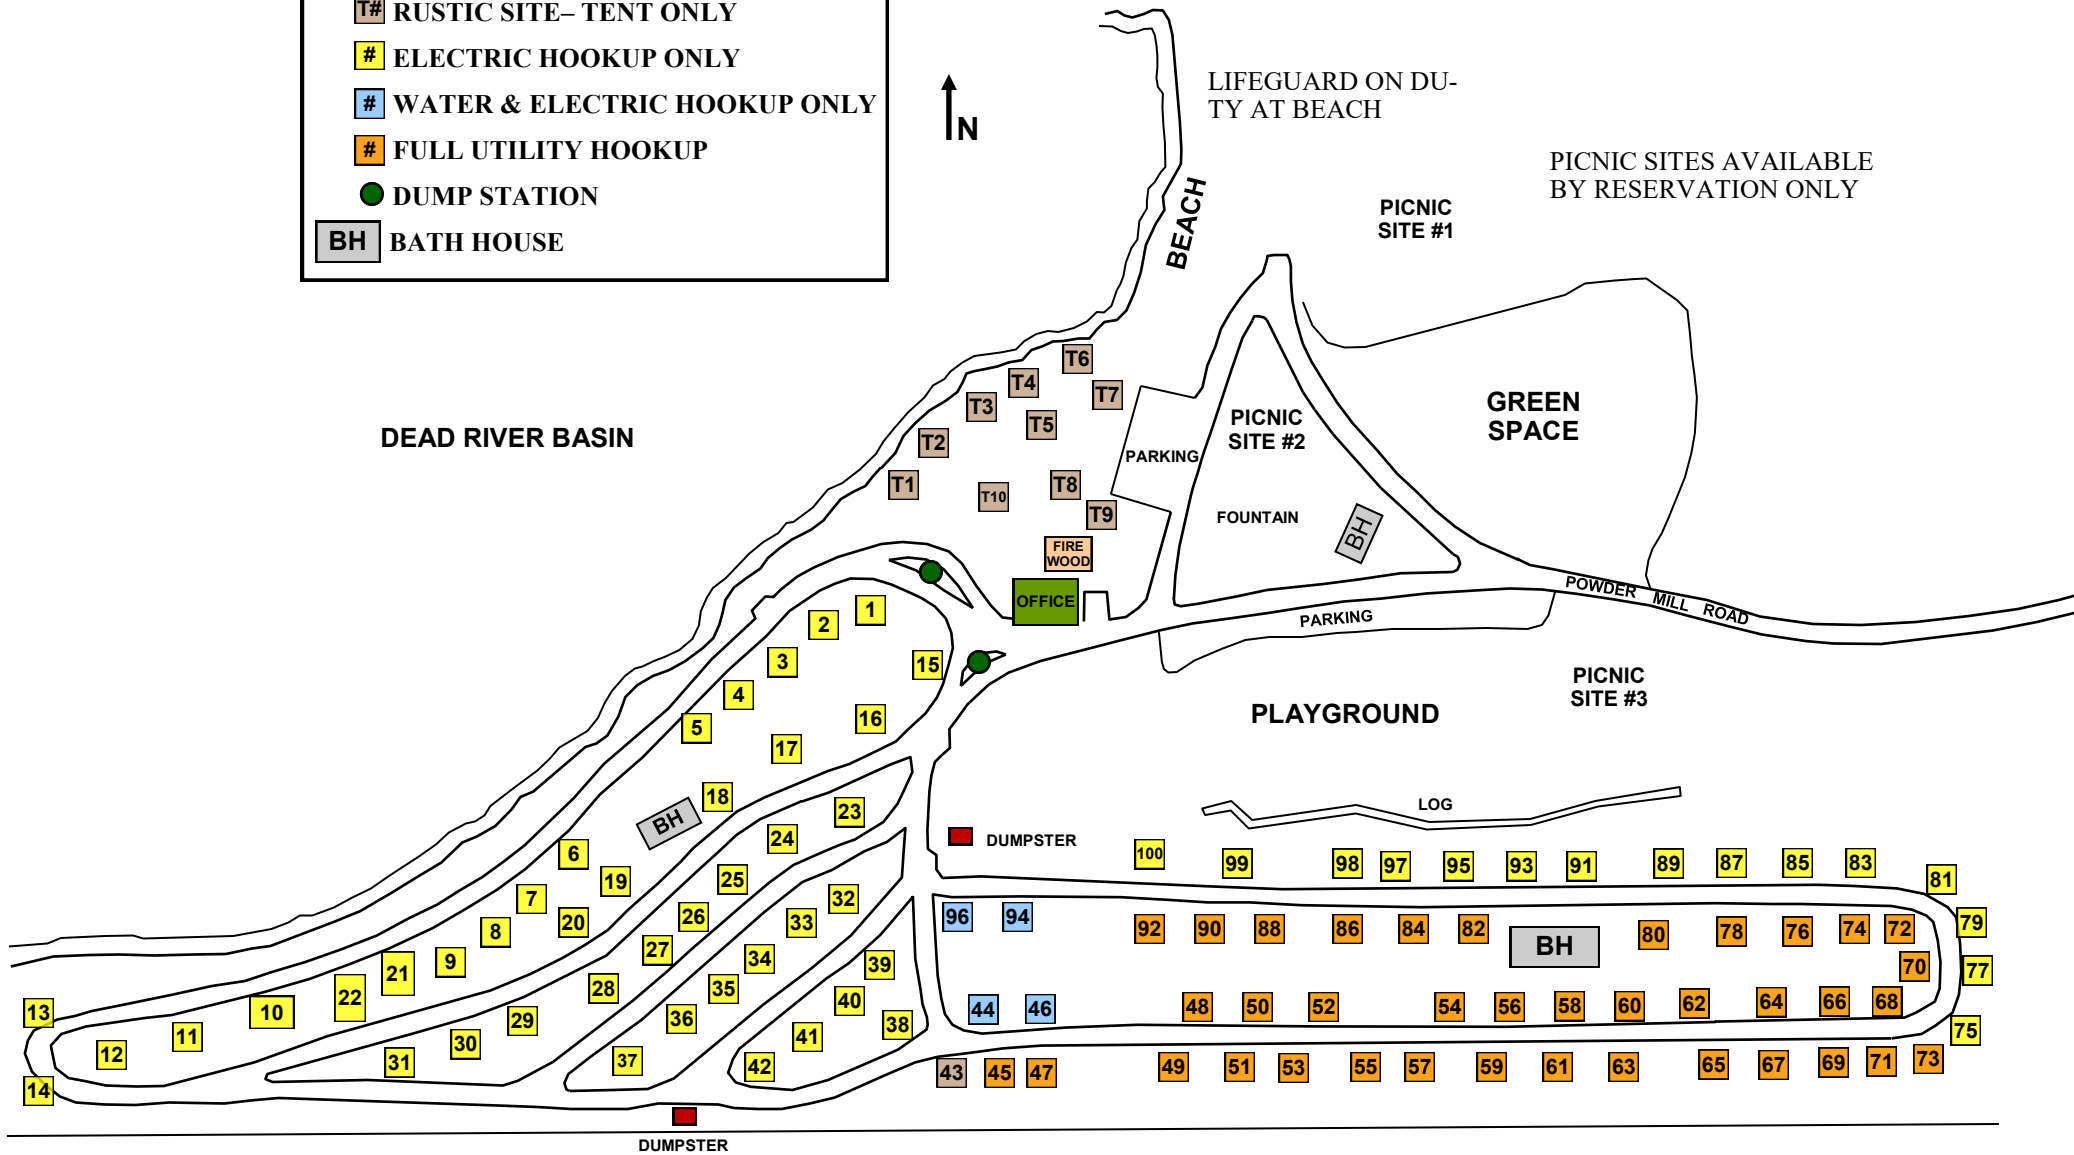 T# RUSTIC SITE– TENT ONLY
# ELECTRIC HOOKUP ONLY
# WATER & ELECTRIC HOOKUP ONLY
# FULL UTILITY HOOKUP
DUMP STATION
BH BATH HOUSE
N
LIFEGUARD ON DU-
TY AT BEACH
PICNIC SITES AVAILABLE
BY RESERVATION ONLY
BEACH
PICNIC
SITE #1
DEAD RIVER BASIN
T6
T4
T7
T3
T5
T2
T1
T10
T8
T9
FIRE
WOOD
OFFICE
PARKING
PICNIC
SITE #2
FOUNTAIN
BH
GREEN
SPACE
POWDER MILL ROAD
PARKING
PICNIC
SITE #3
PLAYGROUND
LOG
DUMPSTER
1
2
3
4
5
15
16
17
18
BH
6
19
7
20
8
9
21
22
10
11
12
13
14
23
24
25
26
27
28
29
30
31
32
33
34
35
36
37
39
40
38
41
42
100
99
98
97
95
93
91
89
87
85
83
81
79
77
75
96
94
92
90
88
86
84
82
BH
80
78
76
74
72
70
44
46
48
50
52
54
56
58
60
62
64
66
68
43
45
47
49
51
53
55
57
59
61
63
65
67
69
71
73
DUMPSTER